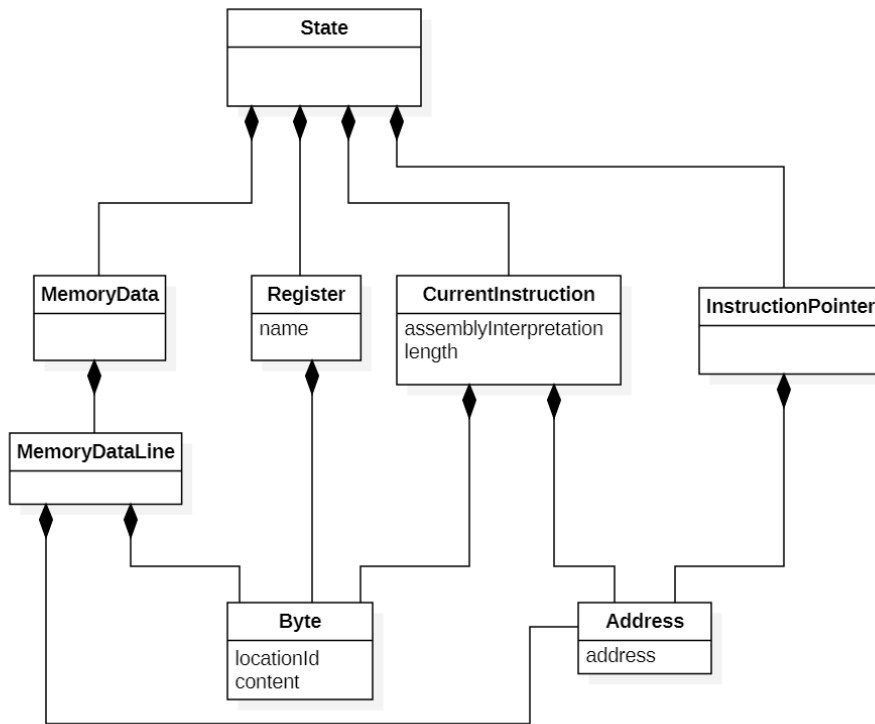 State
MemoryData
Register
name
CurrentInstruction
assemblyInterpretation
length
InstructionPointer
MemoryDataLine
Byte
locationId
content
Address
address